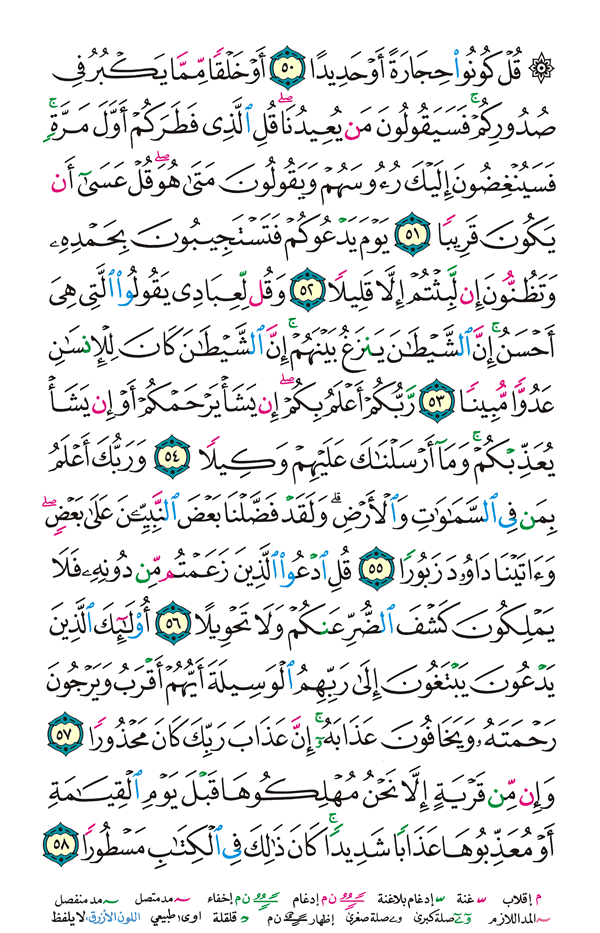 ۞ قُلْ كُونُوا۟ حِجَارَةً أَوْ حَدِيدًا ٥٠ أَوْ خَلْقًا مِّمَّا يَكْبُرُ فِى
صُدُورِكُمْ ۚ فَسَيَقُولُونَ مَن يُعِيدُنَا ۖ قُلِ ٱلَّذِى فَطَرَكُمْ أَوَّلَ مَرَّةٍ ۚ
فَسَيُنْغِضُونَ إِلَيْكَ رُءُوسَهُمْ وَيَقُولُونَ مَتَىٰ هُوَ ۖ قُلْ عَسَىٰٓ أَن
يَكُونَ قَرِيبًا ٥١ يَوْمَ يَدْعُوكُمْ فَتَسْتَجِيبُونَ بِحَمْدِهِۦ
وَتَظُنُّونَ إِن لَّبِثْتُمْ إِلَّا قَلِيلًا ٥٢ وَقُل لِّعِبَادِى يَقُولُوا۟ ٱلَّتِى هِىَ
أَحْسَنُ ۚ إِنَّ ٱلشَّيْطَـٰنَ يَنزَغُ بَيْنَهُمْ ۚ إِنَّ ٱلشَّيْطَـٰنَ كَانَ لِلْإِنسَـٰنِ
عَدُوًّا مُّبِينًا ٥٣ رَّبُّكُمْ أَعْلَمُ بِكُمْ ۖ إِن يَشَأْ يَرْحَمْكُمْ أَوْ إِن يَشَأْ
يُعَذِّبْكُمْ ۚ وَمَآ أَرْسَلْنَـٰكَ عَلَيْهِمْ وَكِيلًا ٥٤ وَرَبُّكَ أَعْلَمُ
بِمَن فِى ٱلسَّمَـٰوَٰتِ وَٱلْأَرْضِ ۗ وَلَقَدْ فَضَّلْنَا بَعْضَ ٱلنَّبِيِّـۧنَ عَلَىٰ بَعْضٍ ۖ
وَءَاتَيْنَا دَاوُۥدَ زَبُورًا ٥٥ قُلِ ٱدْعُوا۟ ٱلَّذِينَ زَعَمْتُم مِّن دُونِهِۦ فَلَا
يَمْلِكُونَ كَشْفَ ٱلضُّرِّ عَنكُمْ وَلَا تَحْوِيلًا ٥٦ أُو۟لَـٰٓئِكَ ٱلَّذِينَ
يَدْعُونَ يَبْتَغُونَ إِلَىٰ رَبِّهِمُ ٱلْوَسِيلَةَ أَيُّهُمْ أَقْرَبُ وَيَرْجُونَ
رَحْمَتَهُۥ وَيَخَافُونَ عَذَابَهُۥٓ ۚ إِنَّ عَذَابَ رَبِّكَ كَانَ مَحْذُورًا ٥٧
وَإِن مِّن قَرْيَةٍ إِلَّا نَحْنُ مُهْلِكُوهَا قَبْلَ يَوْمِ ٱلْقِيَـٰمَةِ
أَوْ مُعَذِّبُوهَا عَذَابًا شَدِيدًا ۚ كَانَ ذَٰلِكَ فِى ٱلْكِتَـٰبِ مَسْطُورًا ٥٨
م إقلاب س غنة س إدغام بلاغنة ن م إدغام ن م إخفاء مد متصل مد منفصل
المد اللازم صلة كبرى صلة صغرى إظهار ن م د قلقلة اوى طبيعي اللون الأزرق: لا يلفظ